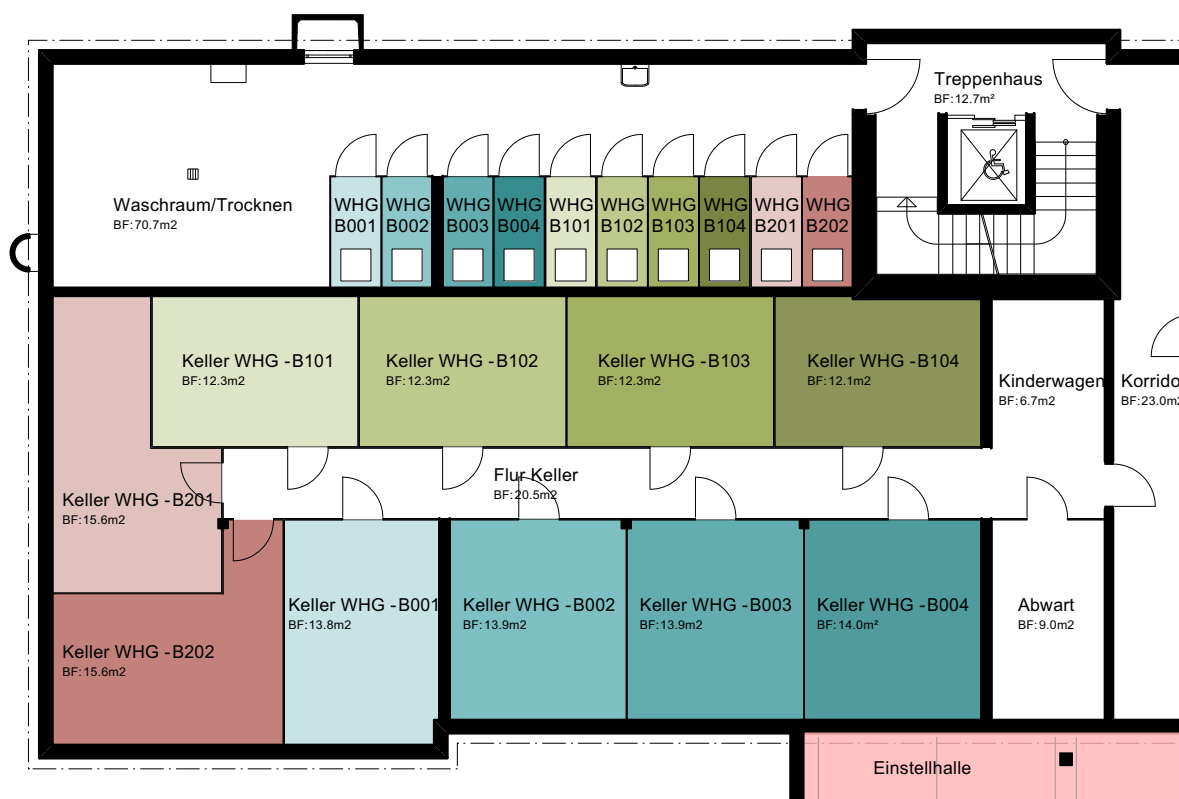 Treppenhaus
BF:12.7m²
Waschraum/Trocknen
BF:70.7m2
WHG
B001
WHG
B002
WHG
B003
WHG
B004
WHG
B101
WHG
B102
WHG
B103
WHG
B104
WHG
B201
WHG
B202
Keller WHG -B101
BF:12.3m2
Keller WHG -B102
BF:12.3m2
Keller WHG -B103
BF:12.3m2
Keller WHG -B104
BF:12.1m2
Kinderwagen
BF:6.7m2
Korrido
BF:23.0m2
Flur Keller
BF:20.5m2
Keller WHG -B201
BF:15.6m2
Keller WHG -B202
BF:15.6m2
Keller WHG -B001
BF:13.8m2
Keller WHG -B002
BF:13.9m2
Keller WHG -B003
BF:13.9m2
Keller WHG -B004
BF:14.0m²
Abwart
BF:9.0m2
Einstellhalle